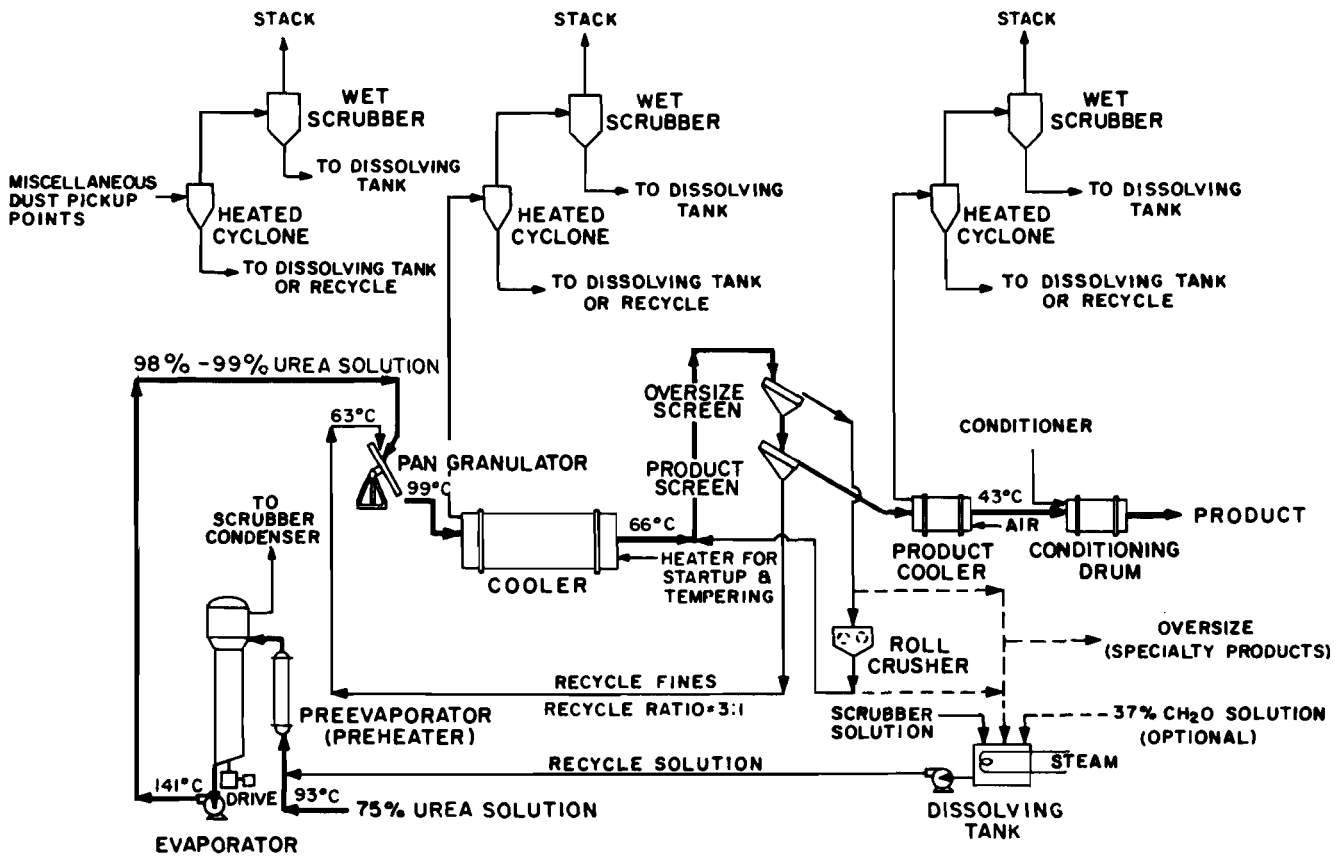 STACK
STACK
STACK
WET
SCRUBBER
WET
SCRUBBER
WET
SCRUBBER
TO DISSOLVING
TANK
TO DISSOLVING
TANK
TO DISSOLVING
TANK
MISCELLANEOUS
DUST PICKUP
POINTS
HEATED
CYCLONE
HEATED
CYCLONE
HEATED
CYCLONE
TO DISSOLVING TANK
OR RECYCLE
TO DISSOLVING TANK
OR RECYCLE
TO DISSOLVING TANK
OR RECYCLE
98% -99% UREA SOLUTION
63°C
PAN GRANULATOR
99°C
OVERSIZE
SCREEN
PRODUCT
SCREEN
CONDITIONER
TO
SCRUBBER
CONDENSER
66°C
COOLER
HEATER FOR
STARTUP &
TEMPERING
43°C
AIR
PRODUCT
PRODUCT
COOLER
CONDITIONING
DRUM
ROLL
CRUSHER
OVERSIZE
(SPECIALTY PRODUCTS)
RECYCLE FINES
RECYCLE RATIO=3:1
PREEVAPORATOR
(PREHEATER)
SCRUBBER
SOLUTION
37% CH₂O SOLUTION
(OPTIONAL)
RECYCLE SOLUTION
STEAM
141°C
DRIVE
93°C
75% UREA SOLUTION
DISSOLVING
TANK
EVAPORATOR